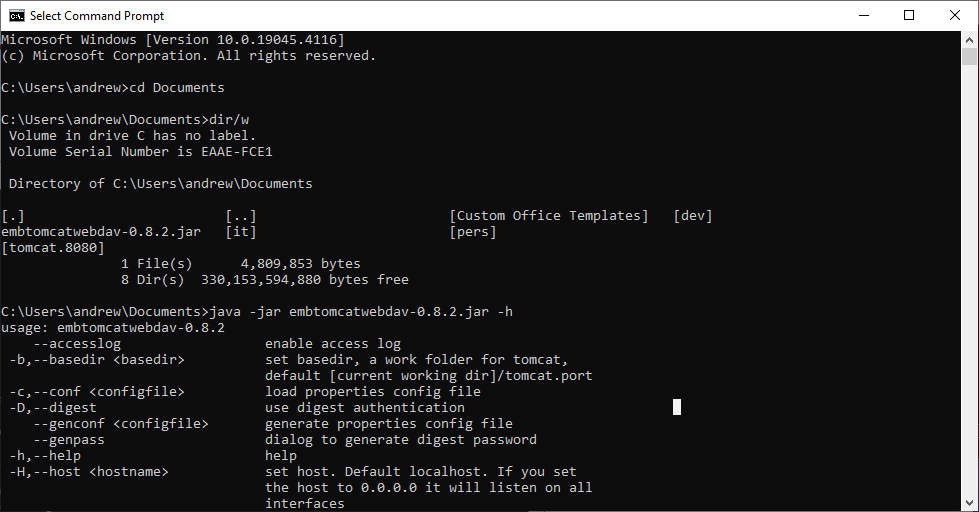 Select Command Prompt
Microsoft Windows [Version 10.0.19045.4116]
(c) Microsoft Corporation. All rights reserved.
C:\Users\andrew>cd Documents
C:\Users\andrew\Documents>dir/w
Volume in drive C has no label.
Volume Serial Number is EAAE-FCE1
Directory of C:\Users\andrew\Documents
[.] [..] [Custom Office Templates] [dev]
embtomcatwebdav-0.8.2.jar [it] [pers]
[tomcat.8080]
1 File(s) 4,809,853 bytes
8 Dir(s) 330,153,594,880 bytes free
C:\Users\andrew\Documents>java -jar embtomcatwebdav-0.8.2.jar -h
usage: embtomcatwebdav-0.8.2
--accesslog enable access log
-b,--basedir <basedir> set basedir, a work folder for tomcat,
default [current working dir]/tomcat.port
-c,--conf <configfile> load properties config file
-D,--digest use digest authentication
--genconf <configfile> generate properties config file
--genpass dialog to generate digest password
-h,--help help
-H,--host <hostname> set host. Default localhost. If you set
the host to 0.0.0.0 it will listen on all
interfaces